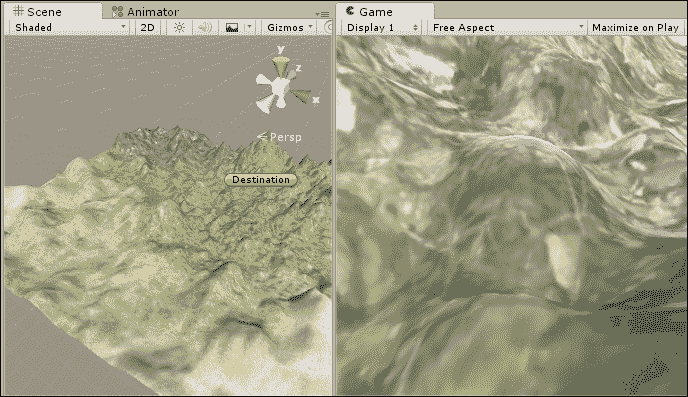 Scene Animator Game
Shaded 2D Gizmos Display 1 Free Aspect Maximize on Play
y
z
x
Persp
Destination